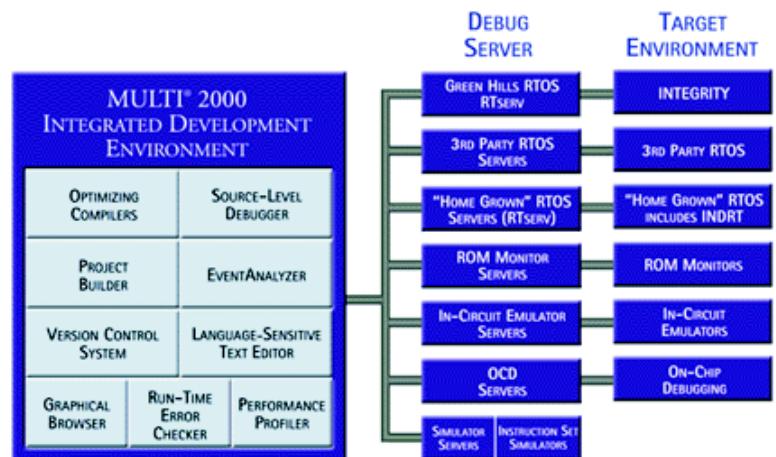 DEBUG
SERVER
TARGET
ENVIRONMENT
MULTI® 2000
INTEGRATED DEVELOPMENT
ENVIRONMENT
OPTIMIZING
COMPILERS
SOURCE-LEVEL
DEBUGGER
PROJECT
BUILDER
EVENTANALYZER
VERSION CONTROL
SYSTEM
LANGUAGE-SENSITIVE
TEXT EDITOR
GRAPHICAL
BROWSER
RUN-TIME
ERROR
CHECKER
PERFORMANCE
PROFILER
GREEN HILLS RTOS
RTSERV
INTEGRITY
3RD PARTY RTOS
SERVERS
3RD PARTY RTOS
"HOME GROWN" RTOS
SERVERS (RTSERV)
"HOME GROWN" RTOS
INCLUDES INDRT
ROM MONITOR
SERVERS
ROM MONITORS
IN-CIRCUIT EMULATOR
SERVERS
IN-CIRCUIT
EMULATORS
OCD
SERVERS
ON-CHIP
DEBUGGING
SIMULATOR
SERVERS
INSTRUCTION SET
SIMULATORS